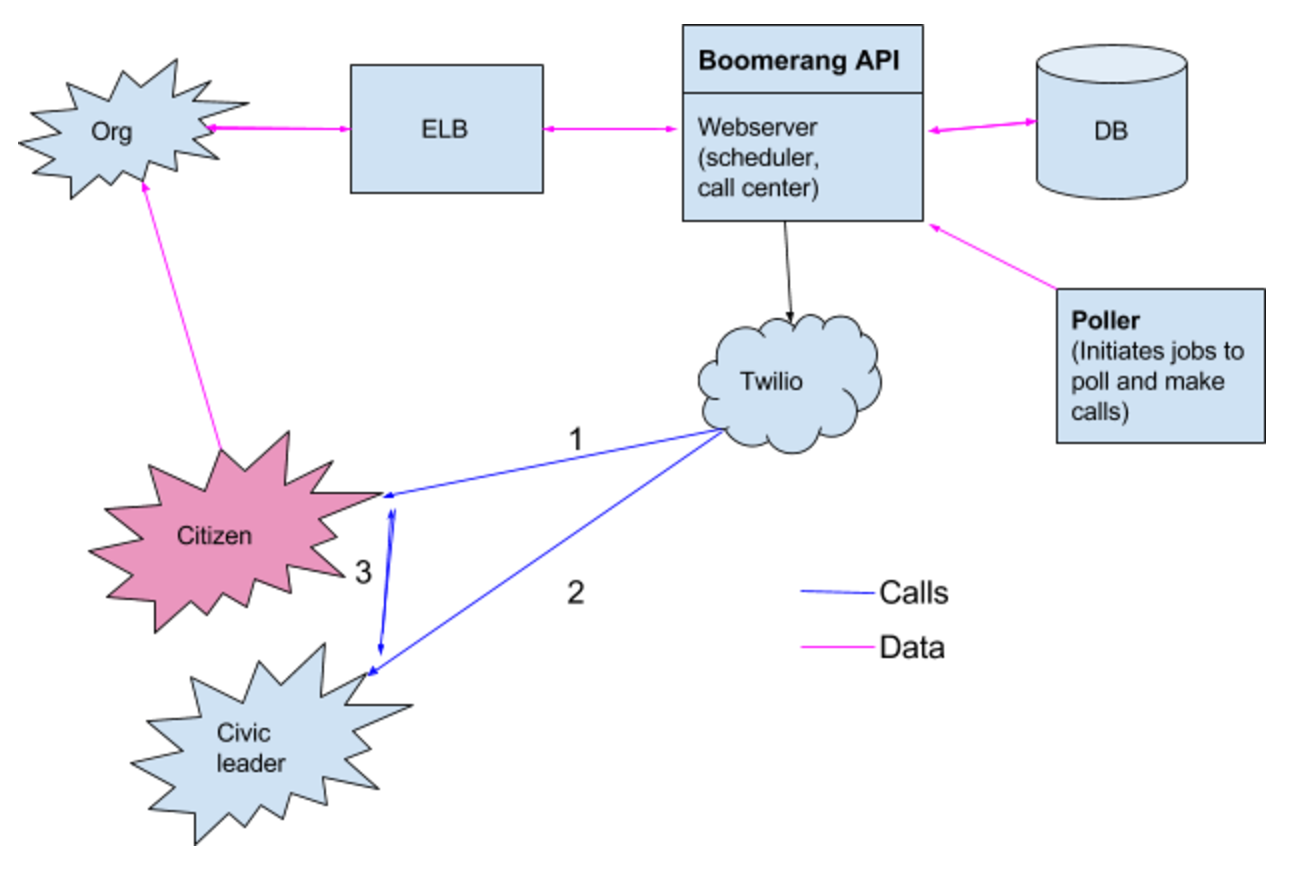 Boomerang API
Org
ELB
Webserver
(scheduler,
call center)
DB
Poller
(Initiates jobs to
poll and make
calls)
Twilio
1
Citizen
3
2
Calls
Data
Civic
leader